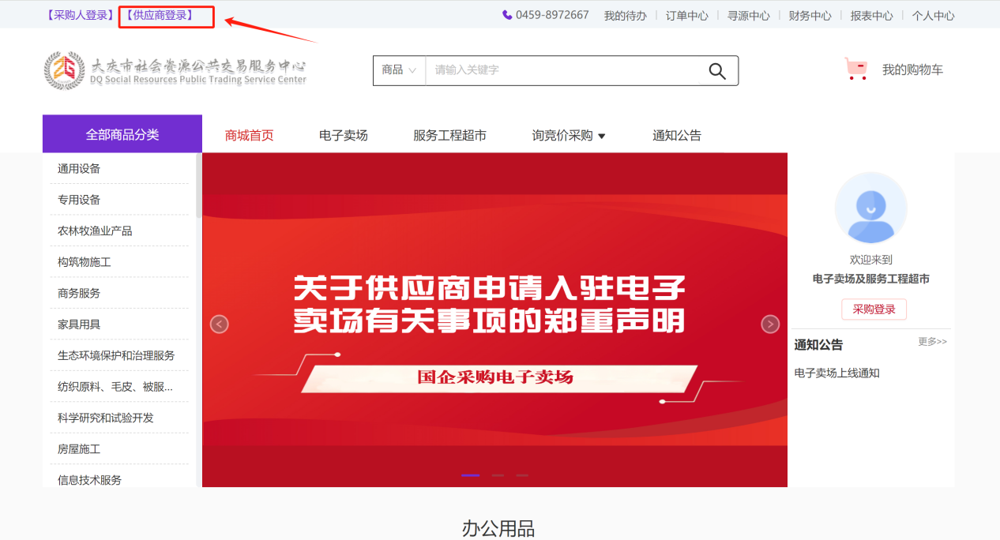 【采购人登录】 【供应商登录】 0459-8972667 我的待办 订单中心 寻源中心 财务中心 报表中心 个人中心
大庆市社会资源公共交易服务中心
DQ Social Resources Public Trading Service Center
商品 请输入关键字
我的购物车
全部商品分类 商城首页 电子卖场 服务工程超市 询竞价采购 通知公告
通用设备
专用设备
农林牧渔业产品
构筑物施工
商务服务
家具用具
生态环境保护和治理服务
纺织原料、毛皮、被服...
科学研究和试验开发
房屋施工
信息技术服务
关于供应商申请入驻电子
卖场有关事项的郑重声明
国企采购电子卖场
欢迎来到
电子卖场及服务工程超市
采购登录
通知公告 更多>>
电子卖场上线通知
办公用品